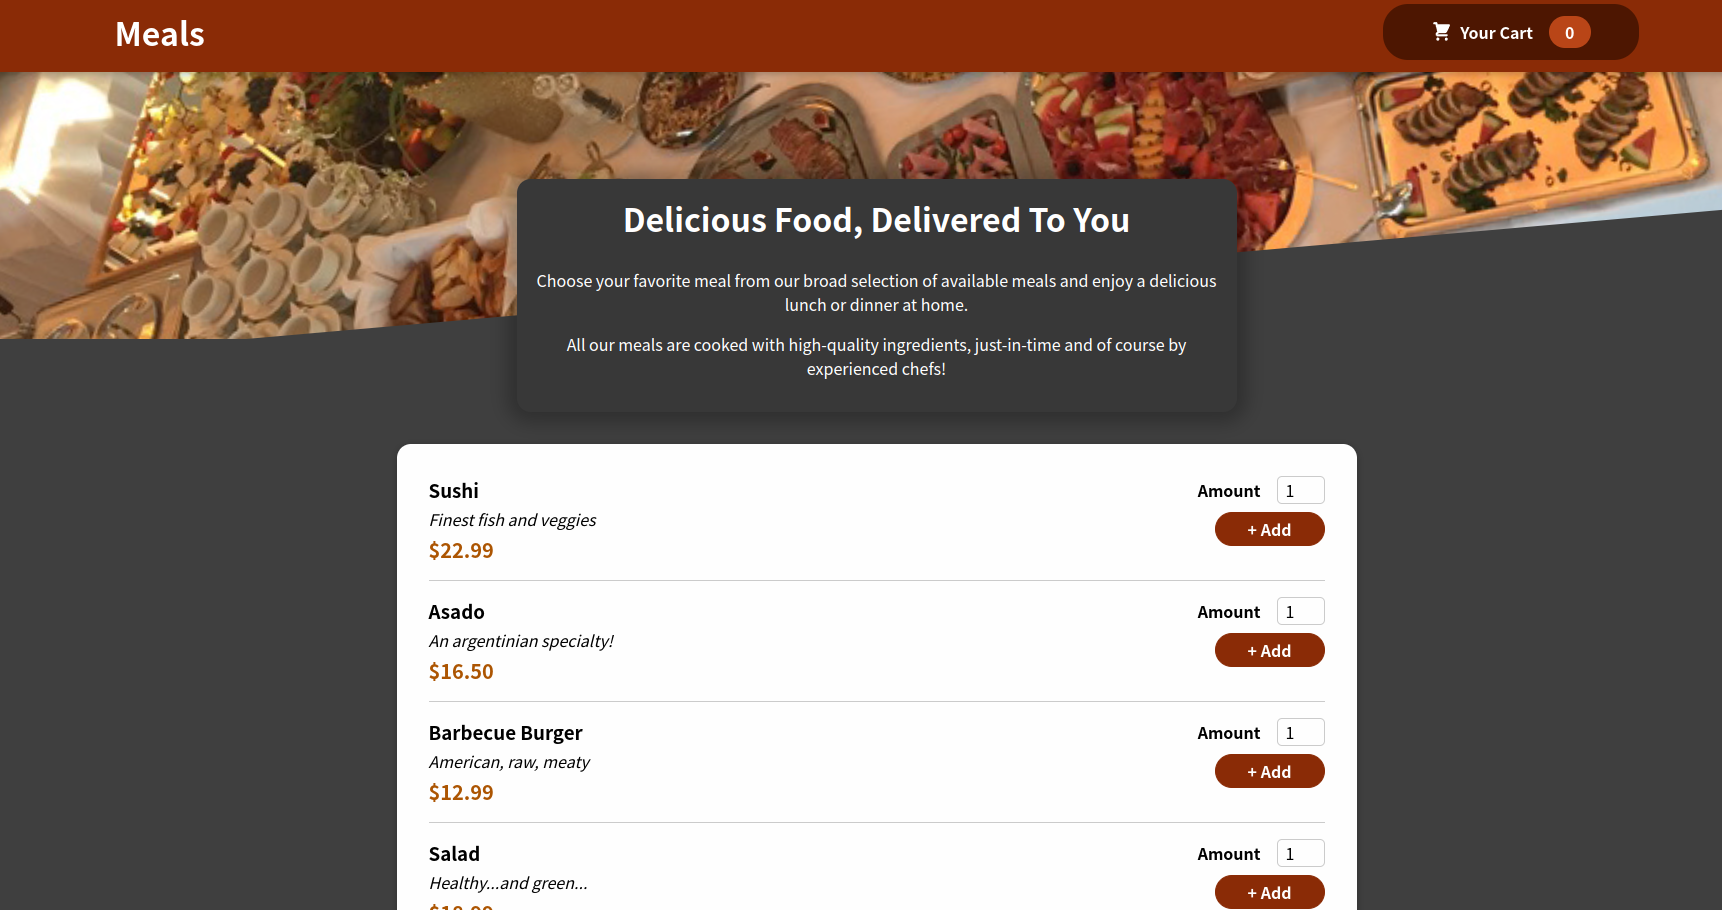 Meals
Your Cart 0
Delicious Food, Delivered To You
Choose your favorite meal from our broad selection of available meals and enjoy a delicious
lunch or dinner at home.
All our meals are cooked with high-quality ingredients, just-in-time and of course by
experienced chefs!
Sushi
Finest fish and veggies
$22.99
Amount 1
+ Add
Asado
An argentinian specialty!
$16.50
Amount 1
+ Add
Barbecue Burger
American, raw, meaty
$12.99
Amount 1
+ Add
Salad
Healthy...and green...
Amount 1
+ Add